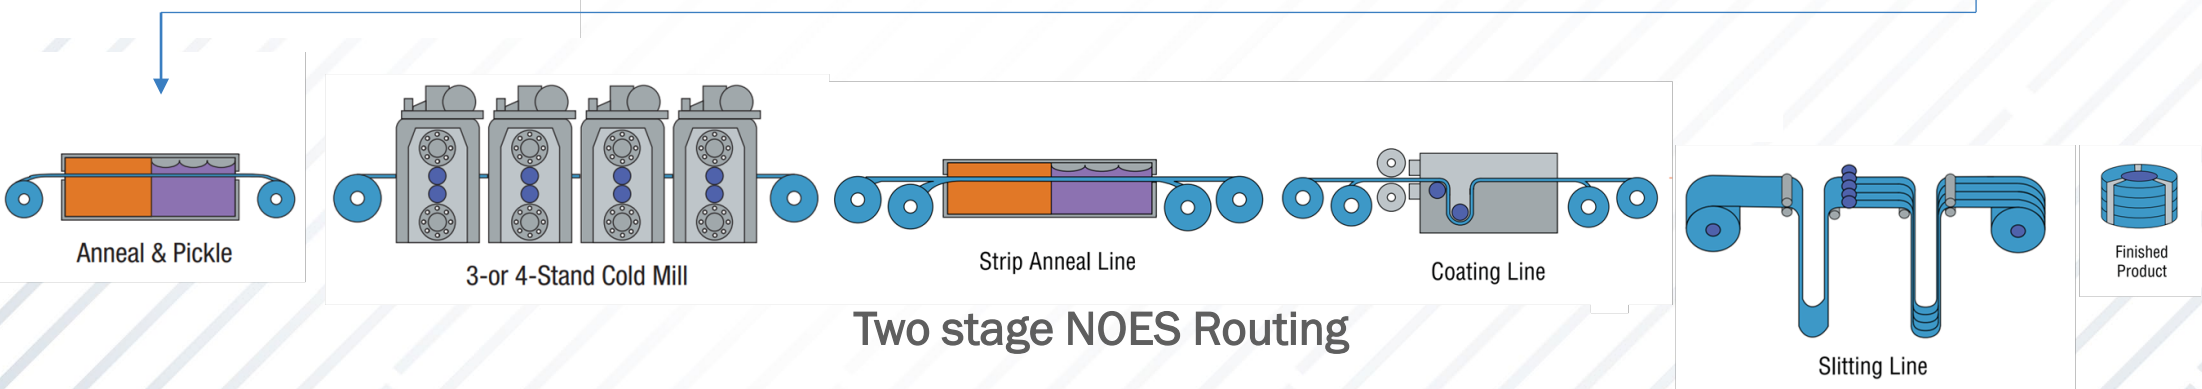 Anneal & Pickle
3-or 4-Stand Cold Mill
Strip Anneal Line
Coating Line
Slitting Line
Finished
Product
Two stage NOES Routing